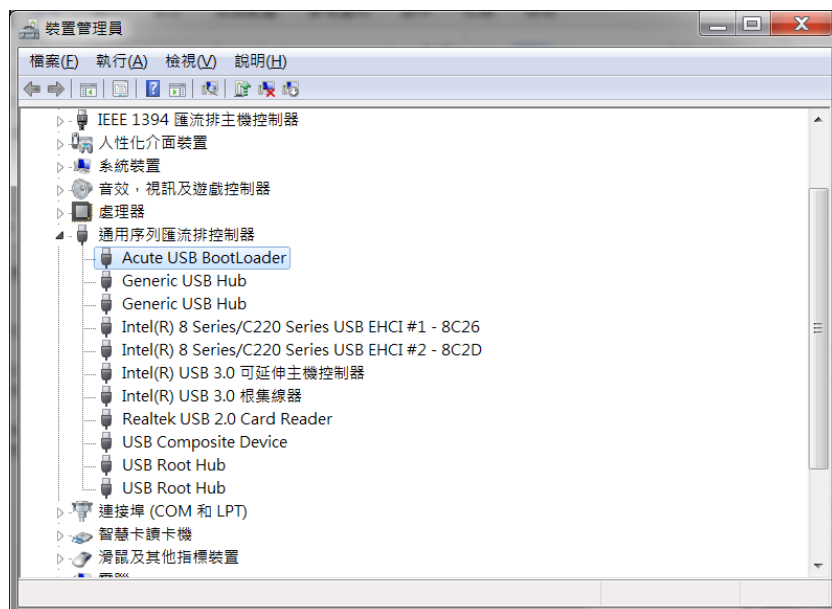 裝置管理員
檔案(F) 執行(A) 檢視(V) 說明(H)
IEEE 1394 匯流排主機控制器
人性化介面裝置
系統裝置
音效，視訊及遊戲控制器
處理器
通用序列匯流排控制器
Acute USB BootLoader
Generic USB Hub
Generic USB Hub
Intel(R) 8 Series/C220 Series USB EHCI #1 - 8C26
Intel(R) 8 Series/C220 Series USB EHCI #2 - 8C2D
Intel(R) USB 3.0 可延伸主機控制器
Intel(R) USB 3.0 根集線器
Realtek USB 2.0 Card Reader
USB Composite Device
USB Root Hub
USB Root Hub
連接埠 (COM 和 LPT)
智慧卡讀卡機
滑鼠及其他指標裝置